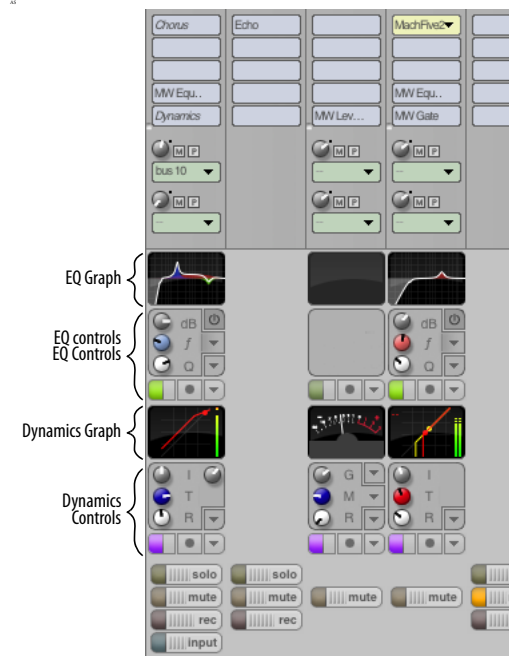 as
Chorus Echo MachFive2
MW Equ.. MW Equ..
Dynamics MW Lev... MW Gate
M P M P M P
bus 10 -- --
M P M P M P
-- -- --
EQ Graph
dB dB
EQ controls
f f
EQ Controls
Q Q
Dynamics Graph
I G I
Dynamics
T M T
Controls
R R R
solo solo
mute mute mute mute
rec rec
input